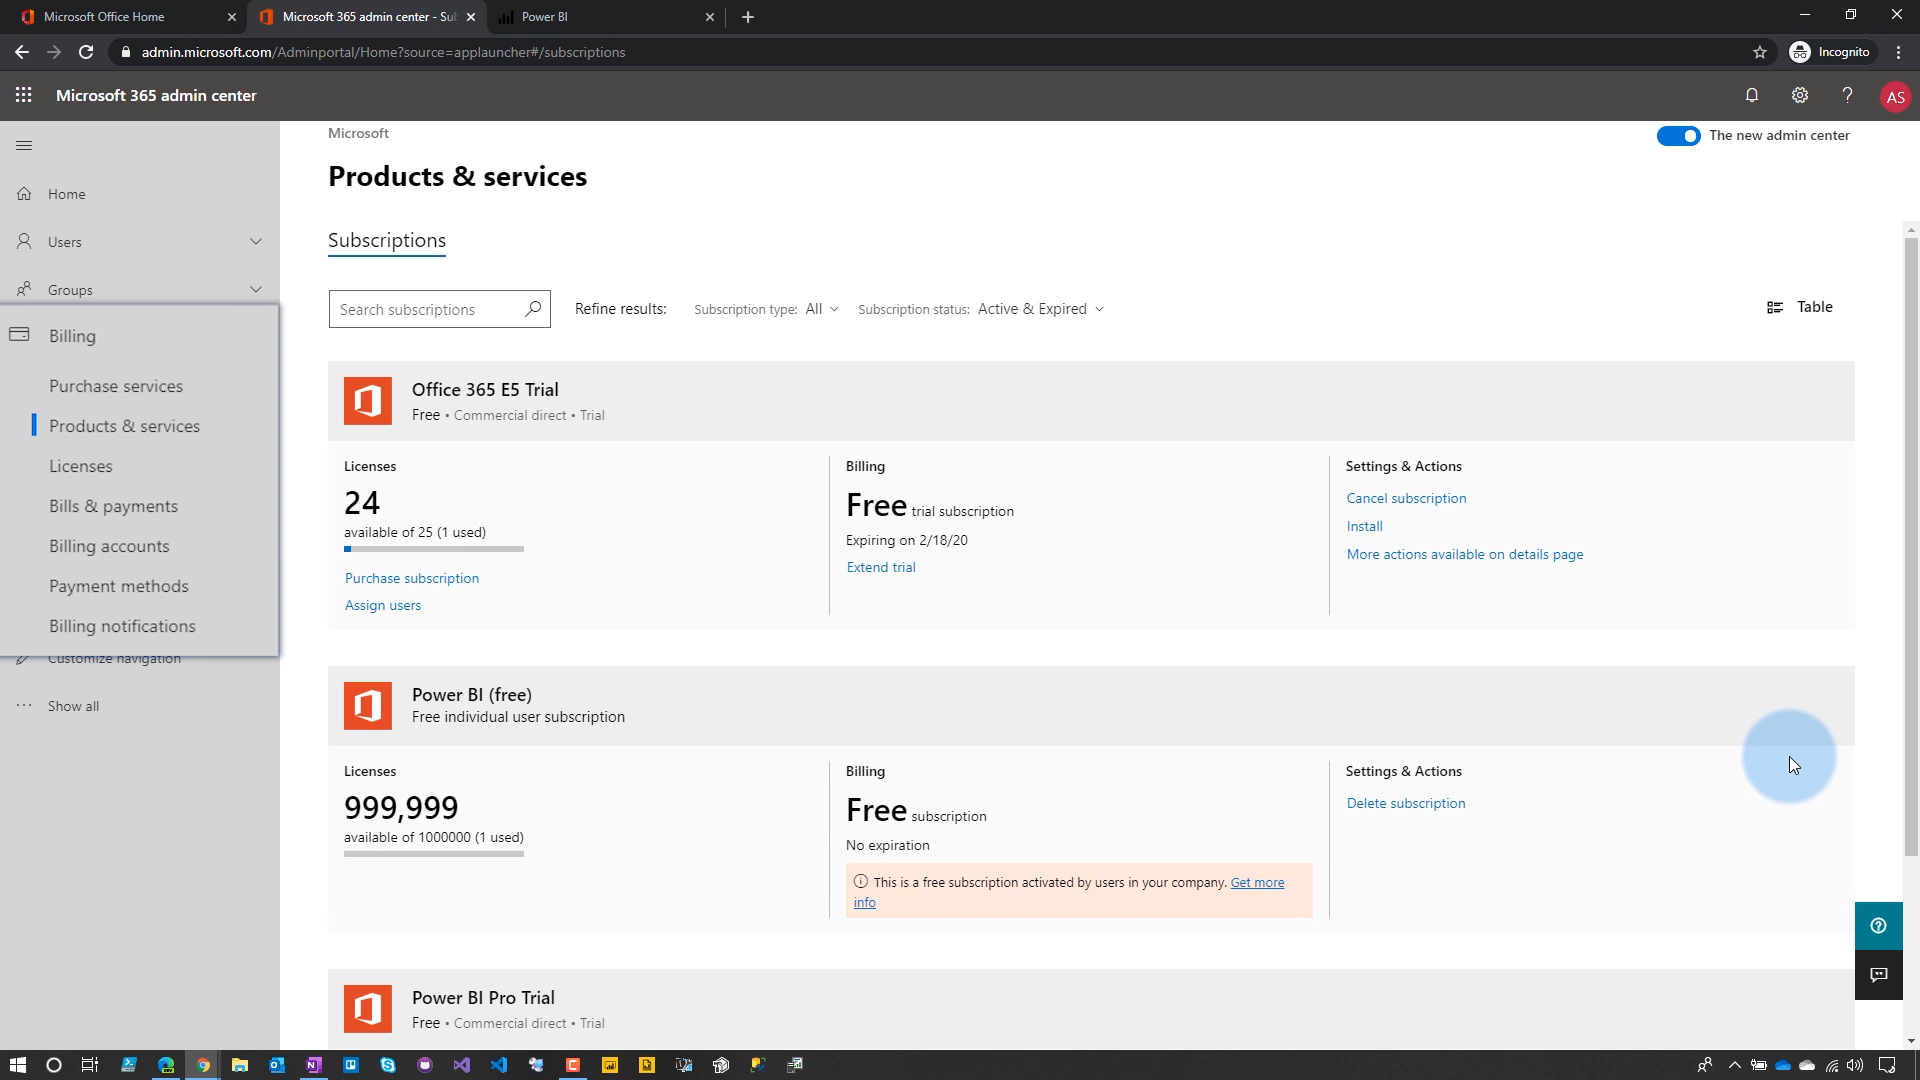 Microsoft Office Home
Microsoft 365 admin center - Sub
Power BI
admin.microsoft.com/Adminportal/Home?source=applauncher#/subscriptions
Incognito
Microsoft 365 admin center
AS
Microsoft
The new admin center
Products & services
Home
Users
Groups
Billing
Purchase services
Products & services
Licenses
Bills & payments
Billing accounts
Payment methods
Billing notifications
Customize navigation
Show all
Subscriptions
Search subscriptions
Refine results:
Subscription type: All
Subscription status: Active & Expired
Table
Office 365 E5 Trial
Free • Commercial direct • Trial
Licenses
24
available of 25 (1 used)
Purchase subscription
Assign users
Billing
Free trial subscription
Expiring on 2/18/20
Extend trial
Settings & Actions
Cancel subscription
Install
More actions available on details page
Power BI (free)
Free individual user subscription
Licenses
999,999
available of 1000000 (1 used)
Billing
Free subscription
No expiration
This is a free subscription activated by users in your company. Get more
info
Settings & Actions
Delete subscription
Power BI Pro Trial
Free • Commercial direct • Trial